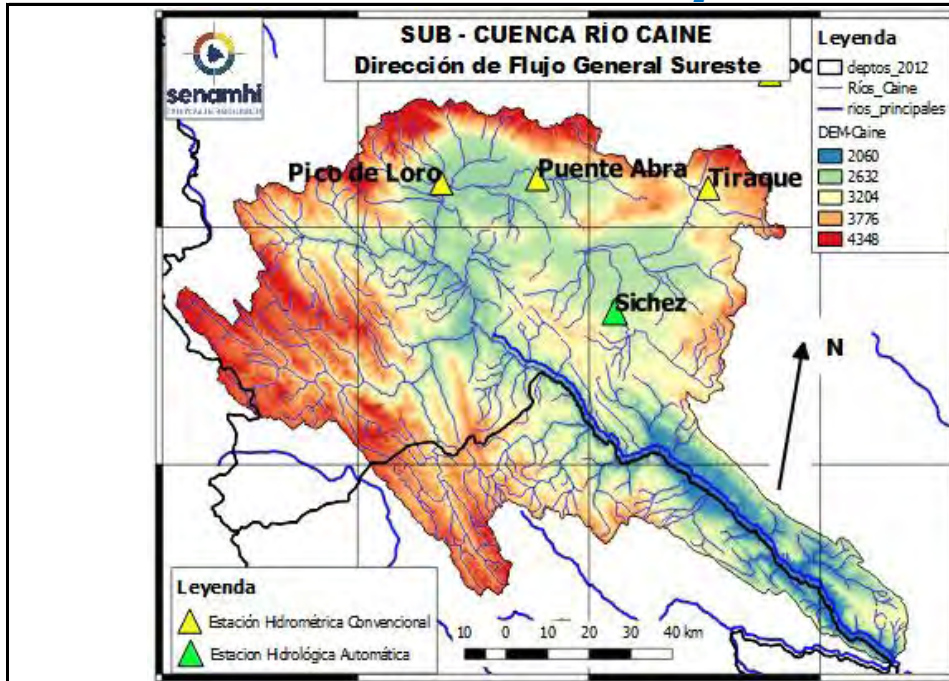 SUB - CUENCA RÍO CAINE
Dirección de Flujo General Sureste
senamhi
Leyenda
deptos_2012
Ríos_Caine
rios_principales
DEM-Caine
2060
2632
3204
3776
4348
Pico de Loro
Puente Abra
Tiraque
Sichez
N
Leyenda
Estación Hidrométrica Convencional
Estacion Hidrológica Automática
10 0 10 20 30 40 km